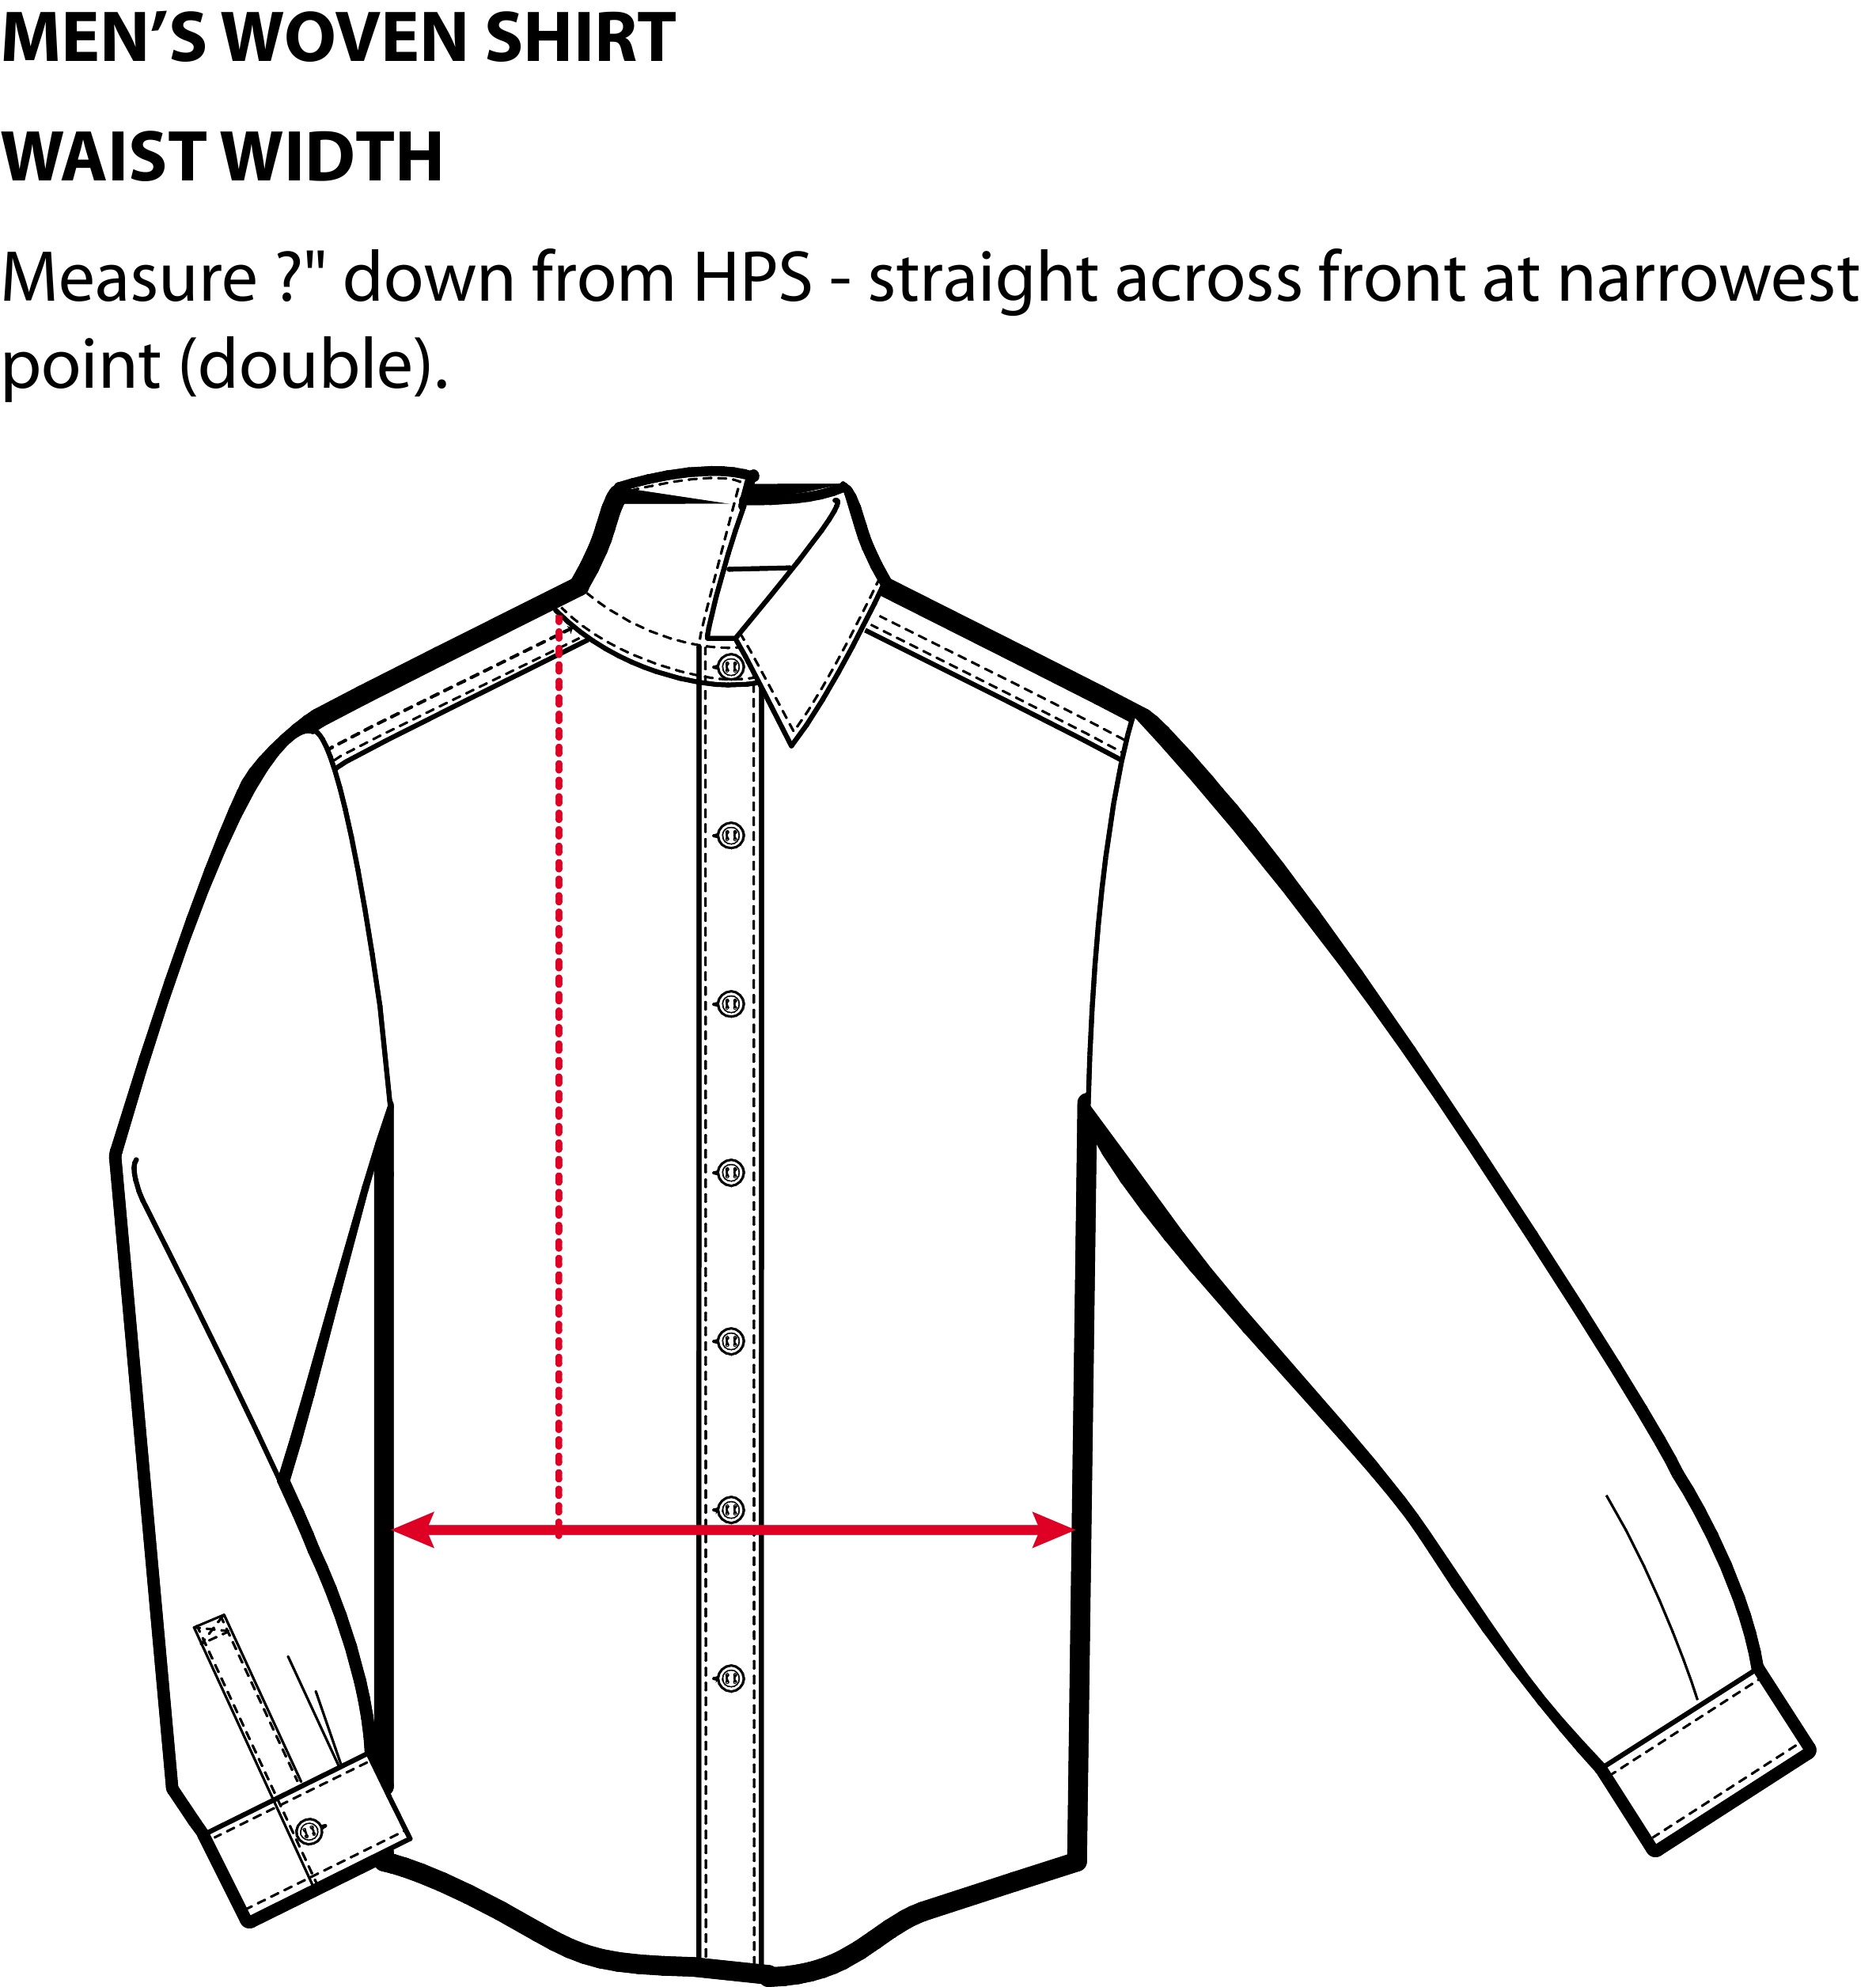 MEN’S WOVEN SHIRT
WAIST WIDTH
Measure ?" down from HPS - straight across front at narrowest
point (double).